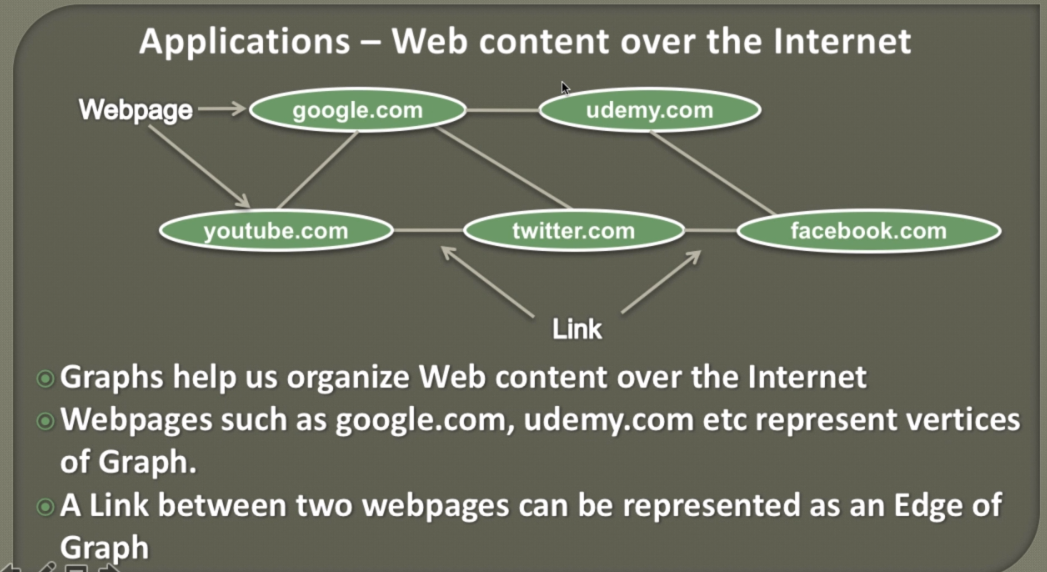 Applications – Web content over the Internet
Webpage
google.com
udemy.com
youtube.com
twitter.com
facebook.com
Link
Graphs help us organize Web content over the Internet
Webpages such as google.com, udemy.com etc represent vertices
of Graph.
A Link between two webpages can be represented as an Edge of
Graph